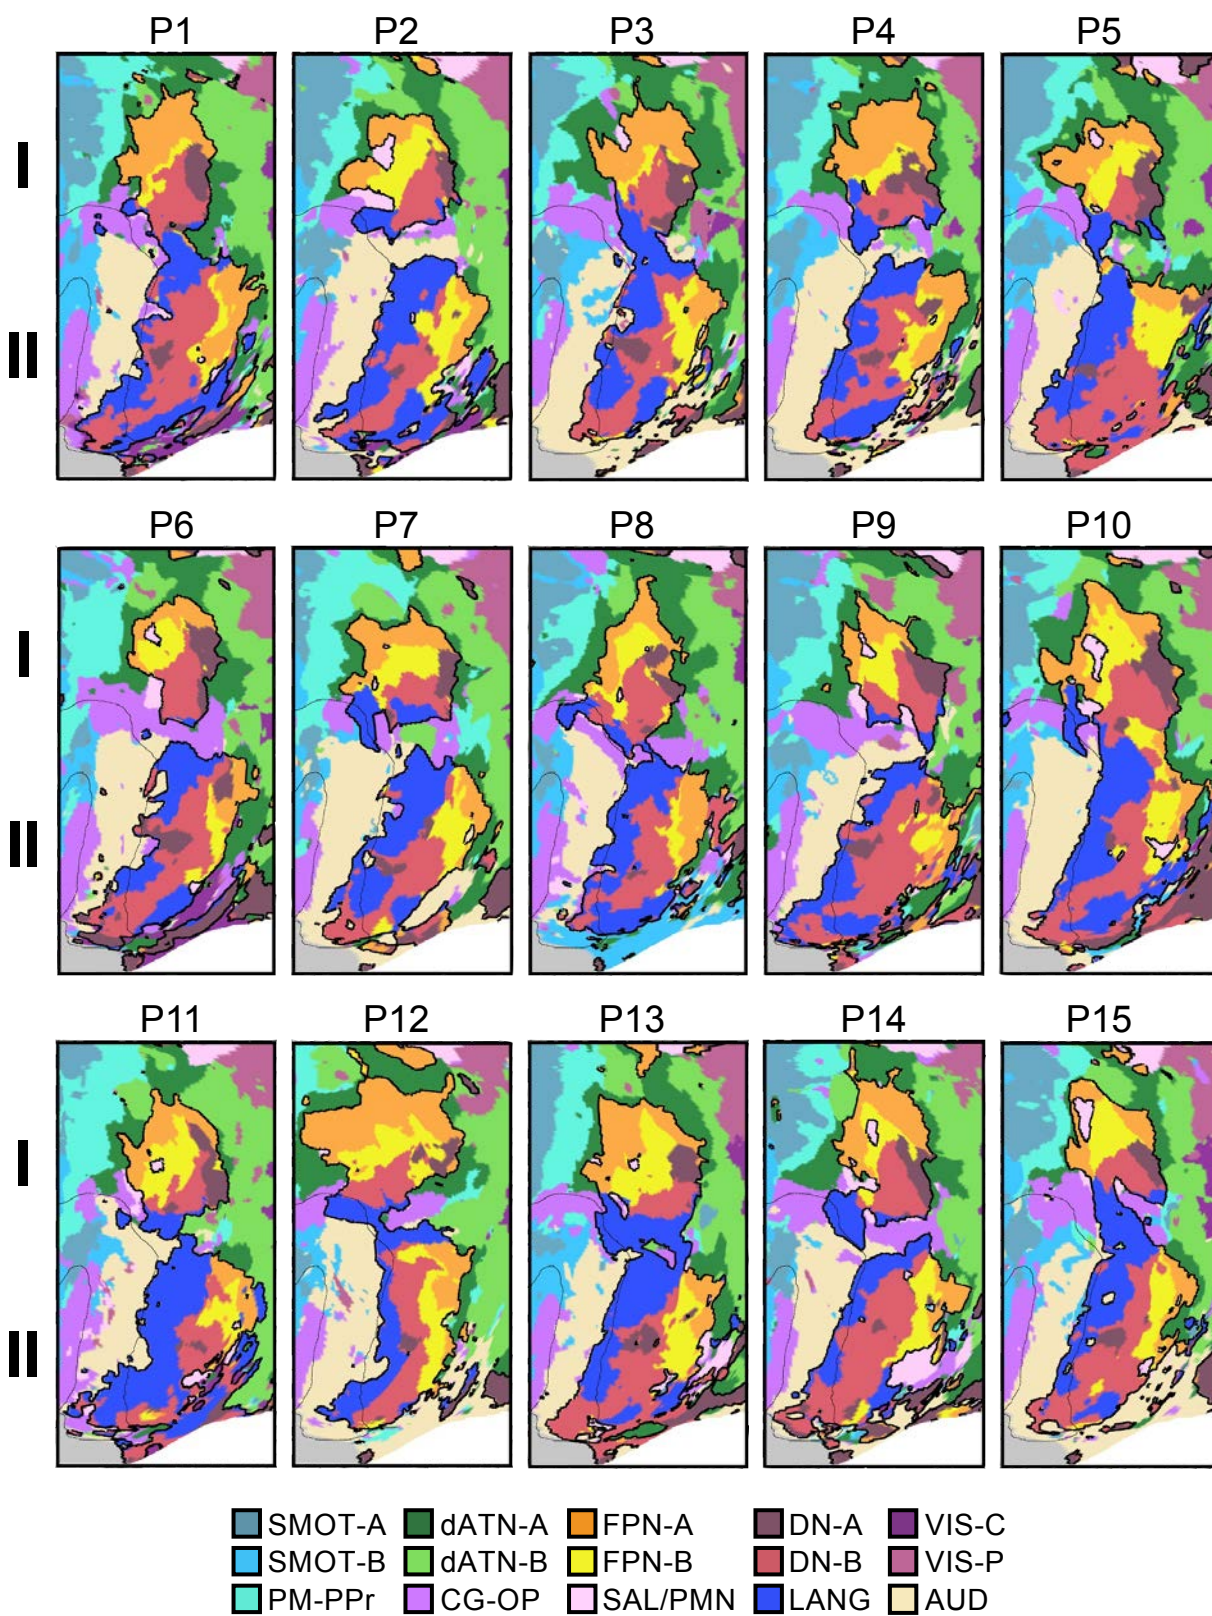 P1 P2 P3 P4 P5
I
II
P6 P7 P8 P9 P10
I
II
P11 P12 P13 P14 P15
I
II
SMOT-A dATN-A FPN-A DN-A VIS-C
SMOT-B dATN-B FPN-B DN-B VIS-P
PM-PPr CG-OP SAL/PMN LANG AUD